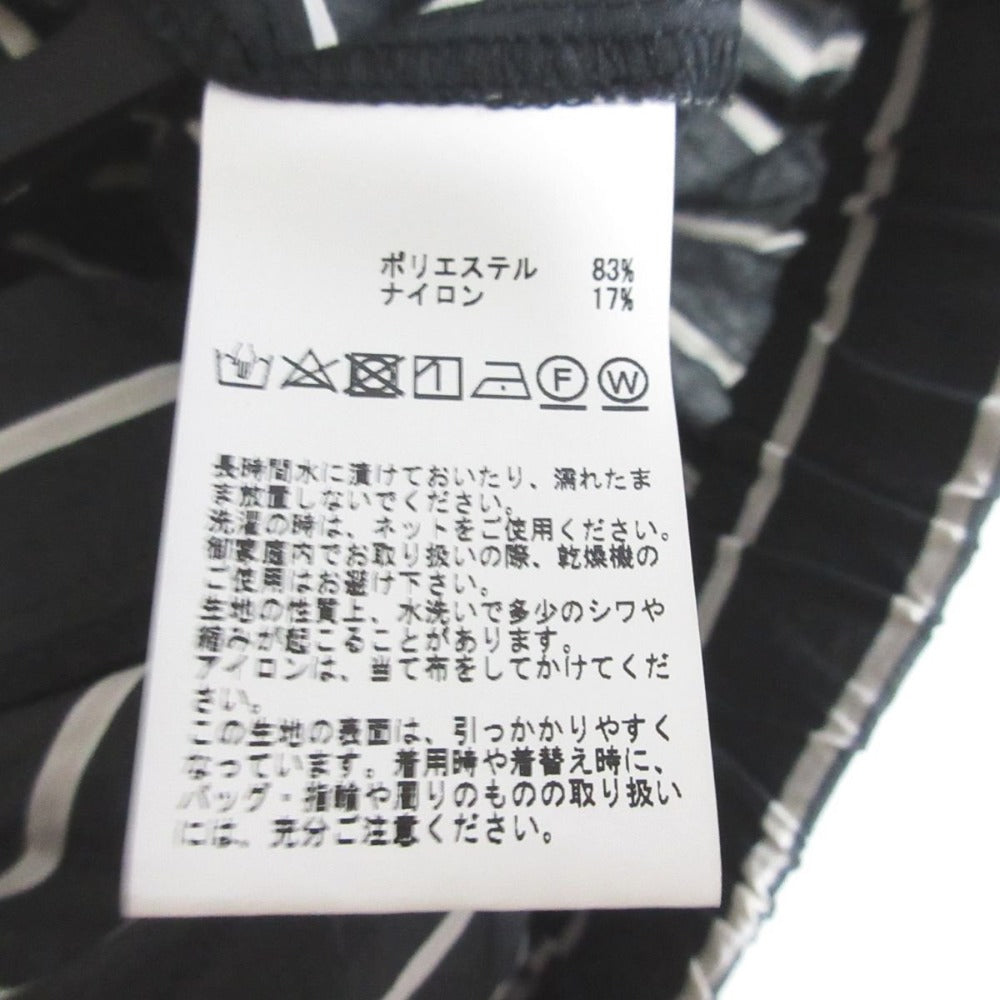 ポリエステル 83%
ナイロン 17%
F W
長時間水に漬けておいたり、濡れたま
ま放置しないでください。
洗濯の時は、ネットをご使用ください。
御家庭内でお取り扱いの際、乾燥機の
ご使用はお避け下さい。
生地の性質上、水洗いで多少のシワや
縮みが起こることがあります。
アイロンは、当て布をしてかけてくだ
さい。
この生地の表面は、引っかかりやすく
なっています。着用時や着替え時に、
バッグ・指輪や周りのものの取り扱い
には、充分ご注意ください。